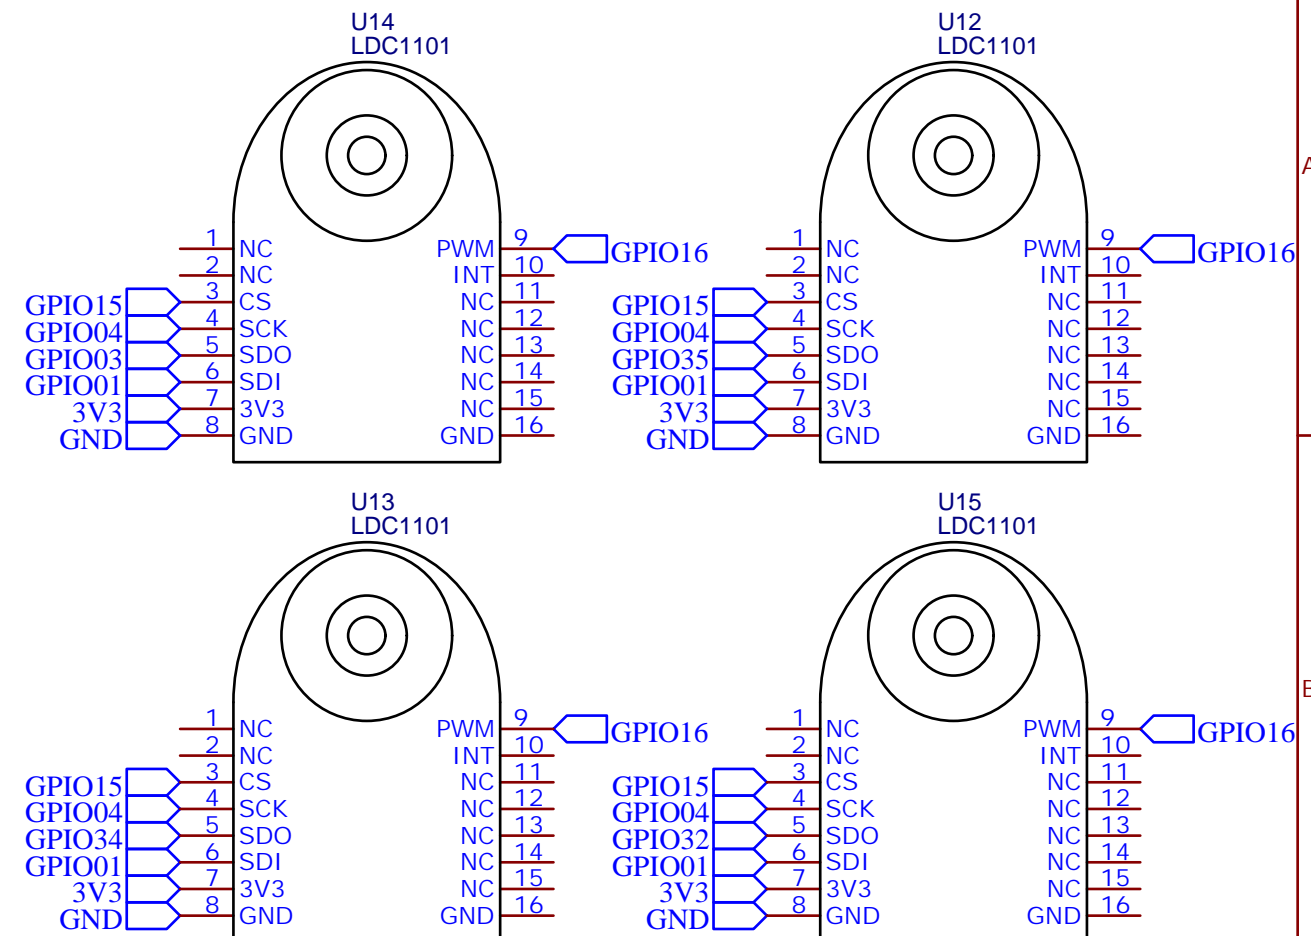 U14
LDC1101
1 NC PWM 9 GPIO16
2 NC INT 10
GPIO15 3 CS NC 11
GPIO04 4 SCK NC 12
GPIO03 5 SDO NC 13
GPIO01 6 SDI NC 14
3V3 7 3V3 NC 15
GND 8 GND GND 16
U12
LDC1101
1 NC PWM 9 GPIO16
2 NC INT 10
GPIO15 3 CS NC 11
GPIO04 4 SCK NC 12
GPIO35 5 SDO NC 13
GPIO01 6 SDI NC 14
3V3 7 3V3 NC 15
GND 8 GND GND 16
A
U13
LDC1101
1 NC PWM 9 GPIO16
2 NC INT 10
GPIO15 3 CS NC 11
GPIO04 4 SCK NC 12
GPIO34 5 SDO NC 13
GPIO01 6 SDI NC 14
3V3 7 3V3 NC 15
GND 8 GND GND 16
U15
LDC1101
1 NC PWM 9 GPIO16
2 NC INT 10
GPIO15 3 CS NC 11
GPIO04 4 SCK NC 12
GPIO32 5 SDO NC 13
GPIO01 6 SDI NC 14
3V3 7 3V3 NC 15
GND 8 GND GND 16
B